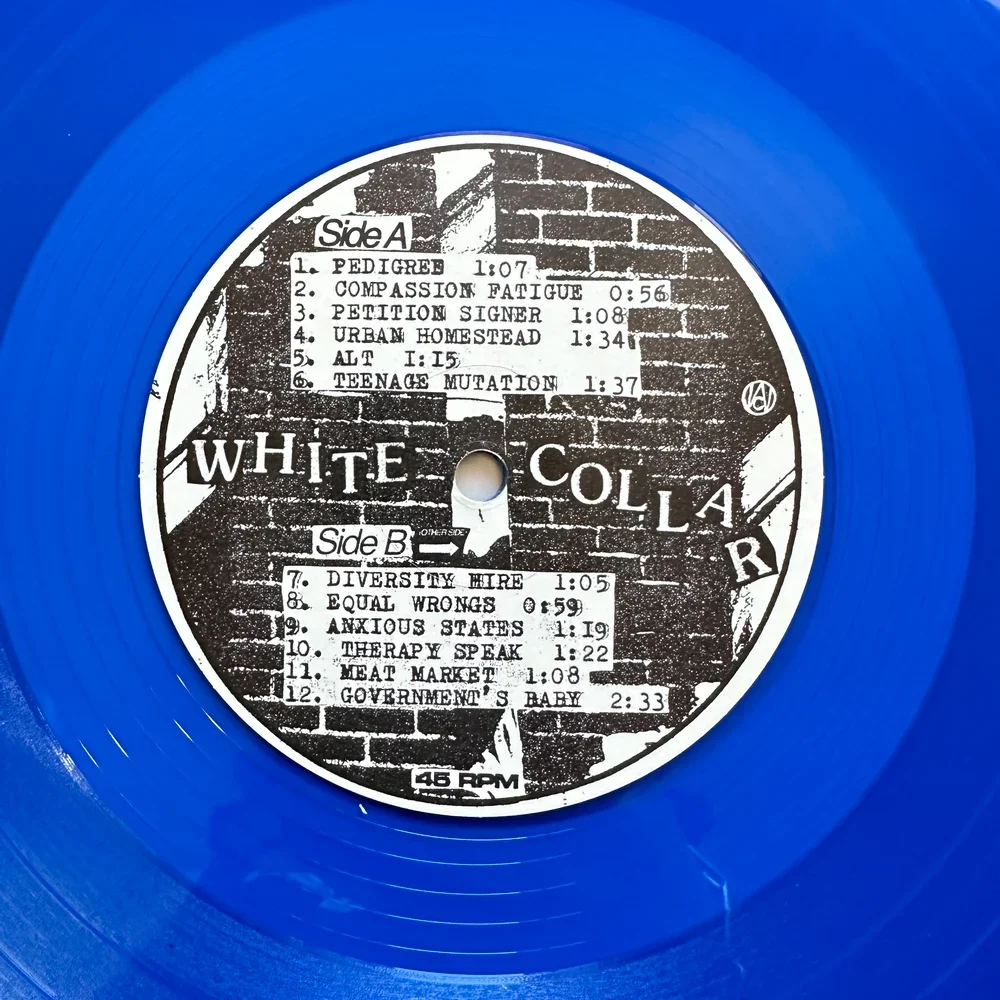 Side A
1. PEDIGREE 1:07
2. COMPASSION FATIGUE 0:56
3. PETITION SIGNER 1:08
4. URBAN HOMESTEAD 1:34
5. ALT 1:15
6. TEENAGE MUTATION 1:37
WHITE COLLAR
Side B
"OTHER SIDE"
7. DIVERSITY HIRE 1:05
8. EQUAL WRONGS 0:59
9. ANXIOUS STATES 1:19
10. THERAPY SPEAK 1:22
11. MEAT MARKET 1:08
12. GOVERNMENT'S BABY 2:33
45 RPM